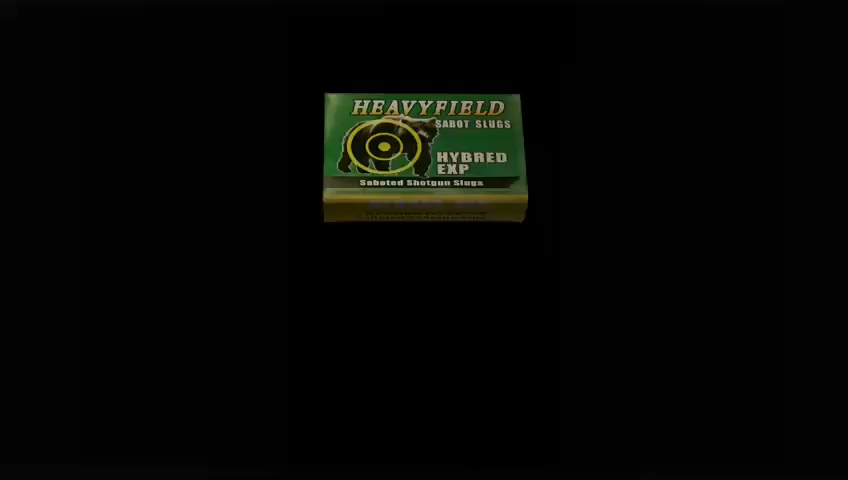 HEAVYFIELD
SABOT SLUGS
HYBRED
EXP
Saboted Shotgun Slugs